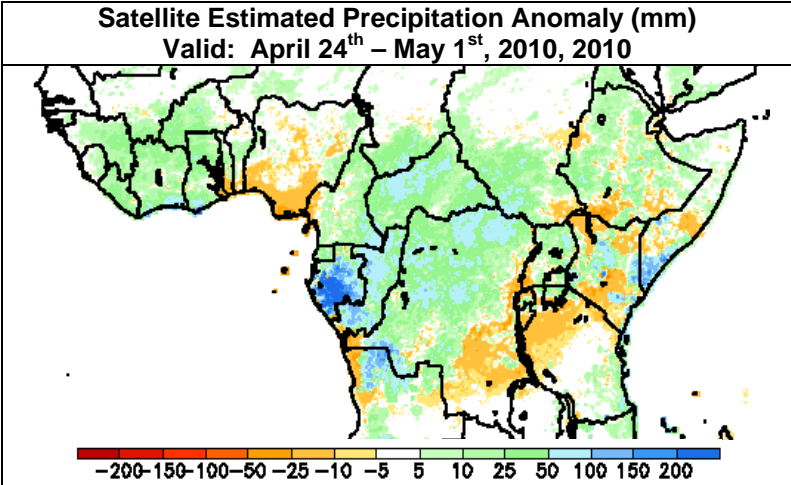 Satellite Estimated Precipitation Anomaly (mm)
Valid: April 24th – May 1st, 2010, 2010
-200 -150 -100 -50 -25 -10 -5 5 10 25 50 100 150 200